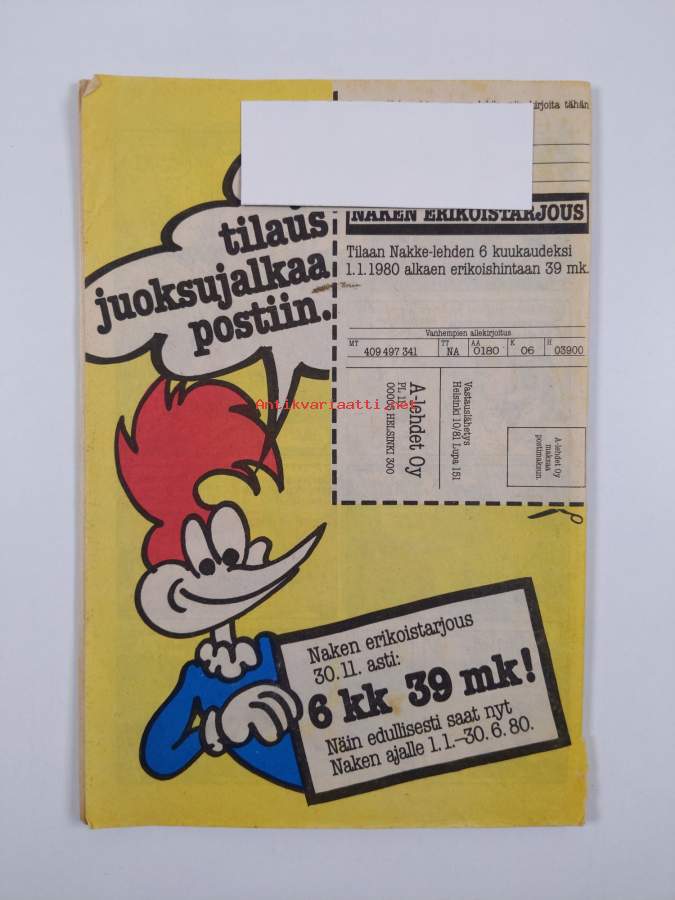 kirjoita tähän
NAKEN ERIKOISTARJOUS
Tilaan Nakke-lehden 6 kuukaudeksi
1.1.1980 alkaen erikoishintaan 39 mk.
Vanhempien allekirjoitus
MT TT AA K H
409 497 341 NA 0180 06 03900
A-lehdet Oy
000 HELSINKI 300
Vastauslähetys
Helsinki 10/81 Lupa 151
A-lehdet Oy
maksaa
postimaksun.
tilaus
juoksujalkaa
postiin.
Antikvariaatti.net
Naken erikoistarjous
30.11. asti:
6 kk 39 mk!
Näin edullisesti saat nyt
Naken ajalle 1.1.–30.6.80.